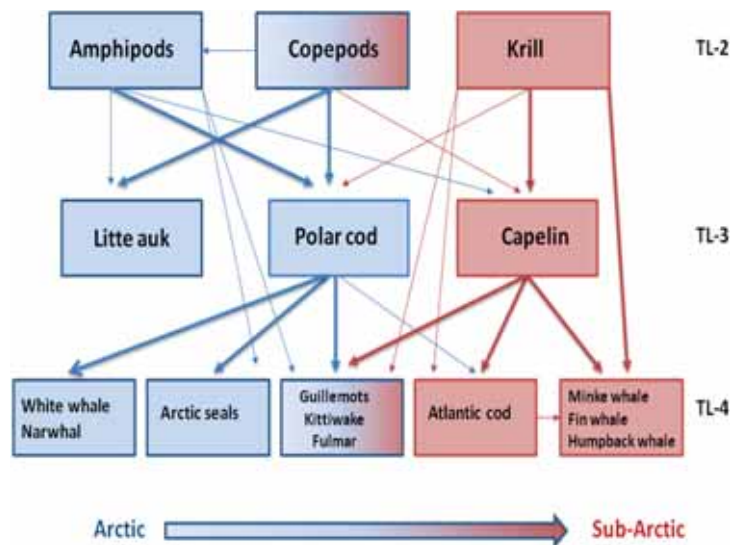 Amphipods
Copepods
Krill
TL-2
Litte auk
Polar cod
Capelin
TL-3
White whale
Narwhal
Arctic seals
Guillemots
Kittiwake
Fulmar
Atlantic cod
Minke whale
Fin whale
Humpback whale
TL-4
Arctic
Sub-Arctic